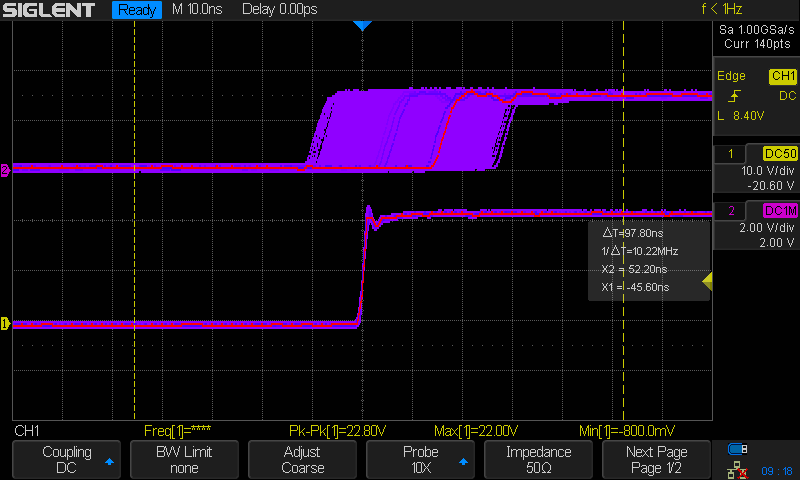 SIGLENT Ready M 10.0ns Delay 0.00ps f < 1Hz
Sa 1.00GSa/s
Curr 140pts
Edge CH1
DC
L 8.40V
1 DC50
10.0 V/div
-20.60 V
2 DC1M
2.00 V/div
2.00 V
2
△T=97.80ns
1/△T=10.22MHz
X2 = 52.20ns
X1 = -45.60ns
1
CH1 Freq[1]=**** Pk-Pk[1]=22.80V Max[1]=22.00V Min[1]=-800.0mV
Coupling BW Limit Adjust Probe Impedance Next Page
DC none Coarse 10X 50Ω Page 1/2
09:18